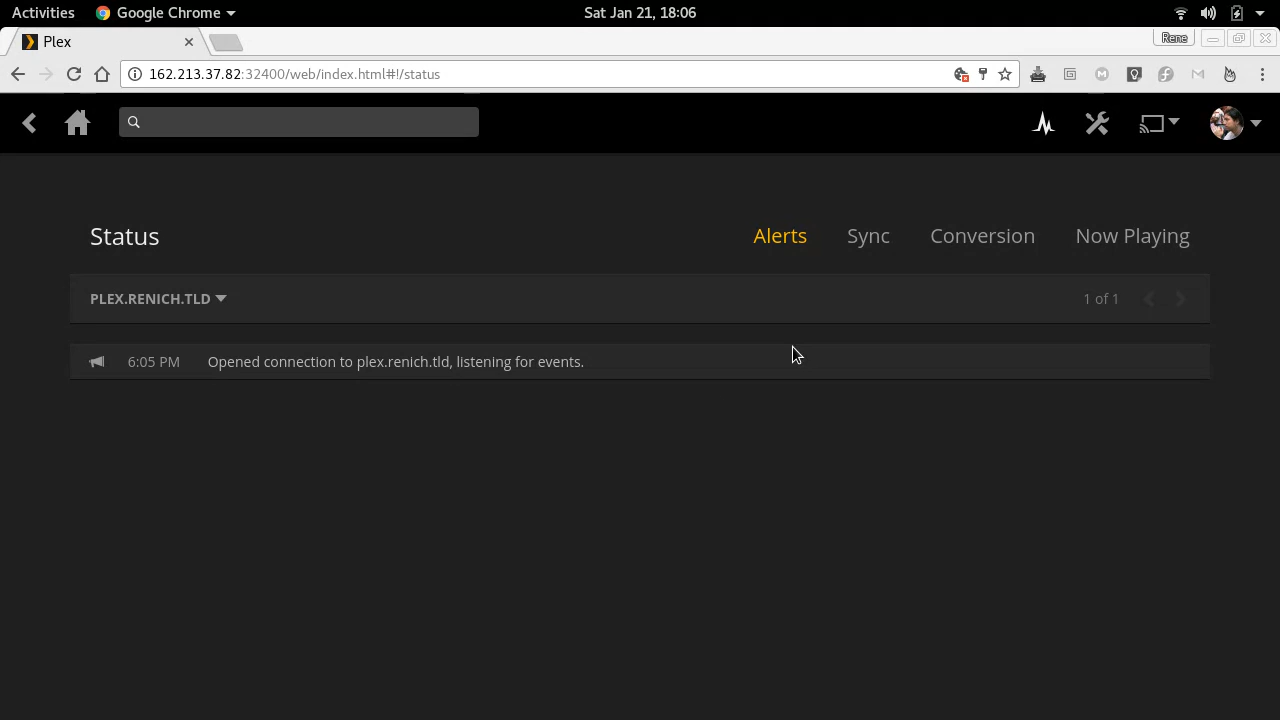 Activities Google Chrome Sat Jan 21, 18:06
Plex Rene
162.213.37.82:32400/web/index.html#!/status
Status Alerts Sync Conversion Now Playing
PLEX.RENICH.TLD 1 of 1
6:05 PM Opened connection to plex.renich.tld, listening for events.